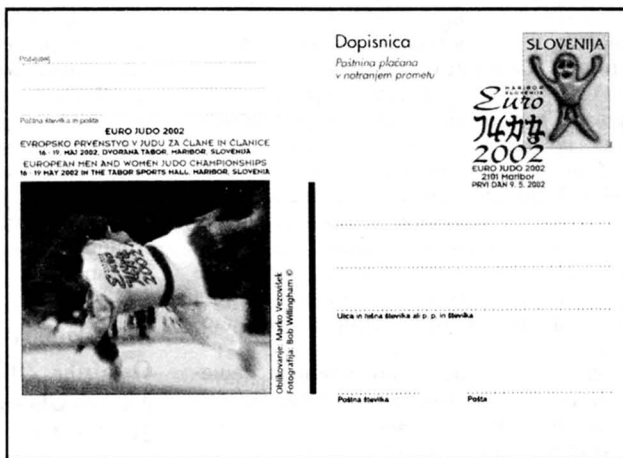 Pošiljatelj
Poštna številka in pošta
EURO JUDO 2002
EVROPSKO PRVENSTVO V JUDU ZA ČLANE IN ČLANICE
16 - 19. MAJ 2002, DVORANA TABOR, MARIBOR, SLOVENIJA
EUROPEAN MEN AND WOMEN JUDO CHAMPIONSHIPS
16 - 19 MAY 2002 IN THE TABOR SPORTS HALL, MARIBOR, SLOVENIA
Oblikovanje: Marko Vezovišek
Fotografija: Bob Willingham ©
Dopisnica
Poštnina plačana
v notranjem prometu
SLOVENIJA
MARIBOR
SLOVENIJA
Euro
2002
EURO JUDO 2002
2101 Maribor
PRVI DAN 9. 5. 2002
Ulica in hišna številka ali p. p. in številka
Poštna številka
Pošta